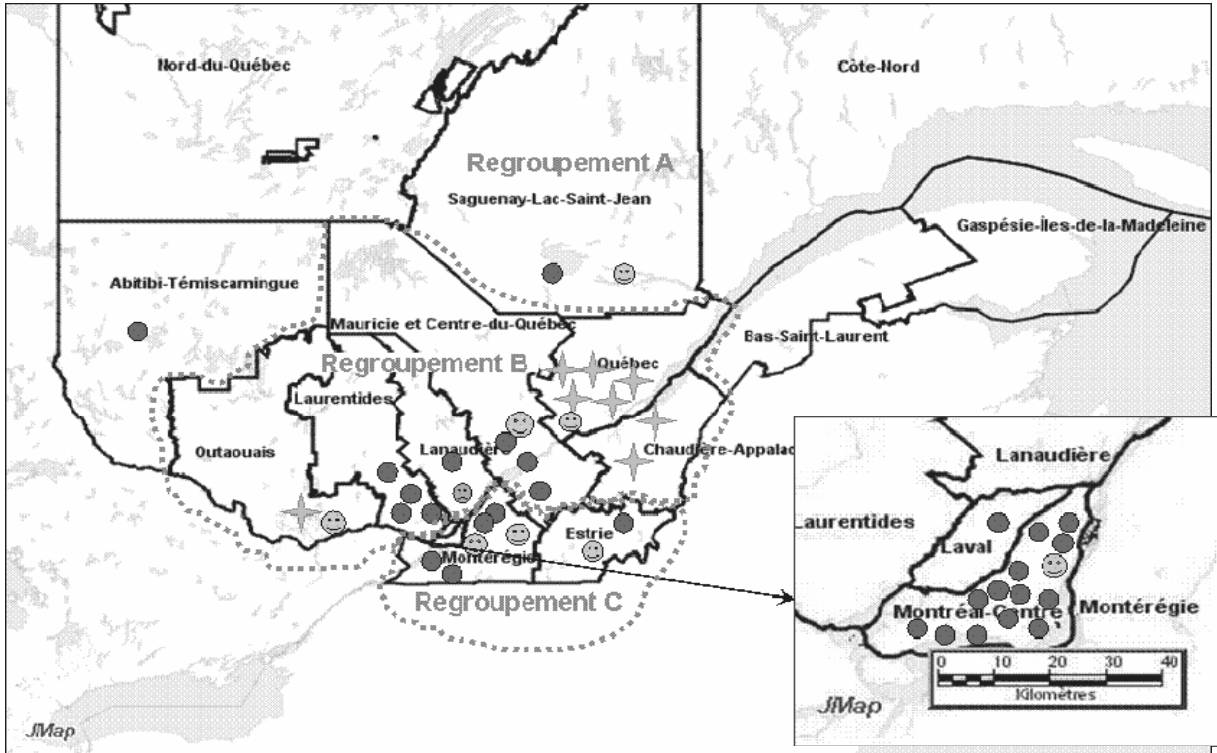 Nord-du-Québec
Côte-Nord
Regroupement A
Saguenay-Lac-Saint-Jean
Gaspésie-Îles-de-la-Madeleine
Abitibi-Témiscamingue
Mauricie et Centre-du-Québec
Bas-Saint-Laurent
Regroupement B
Québec
Laurentides
Outaouais
Lanaudièr
Chaudière-Appalac
Estrie
Montérégie
Regroupement C
JMap
Lanaudière
Laurentides
Laval
Montréal-Centre
Montérégie
0 10 20 30 40
Kilomètres
JMap